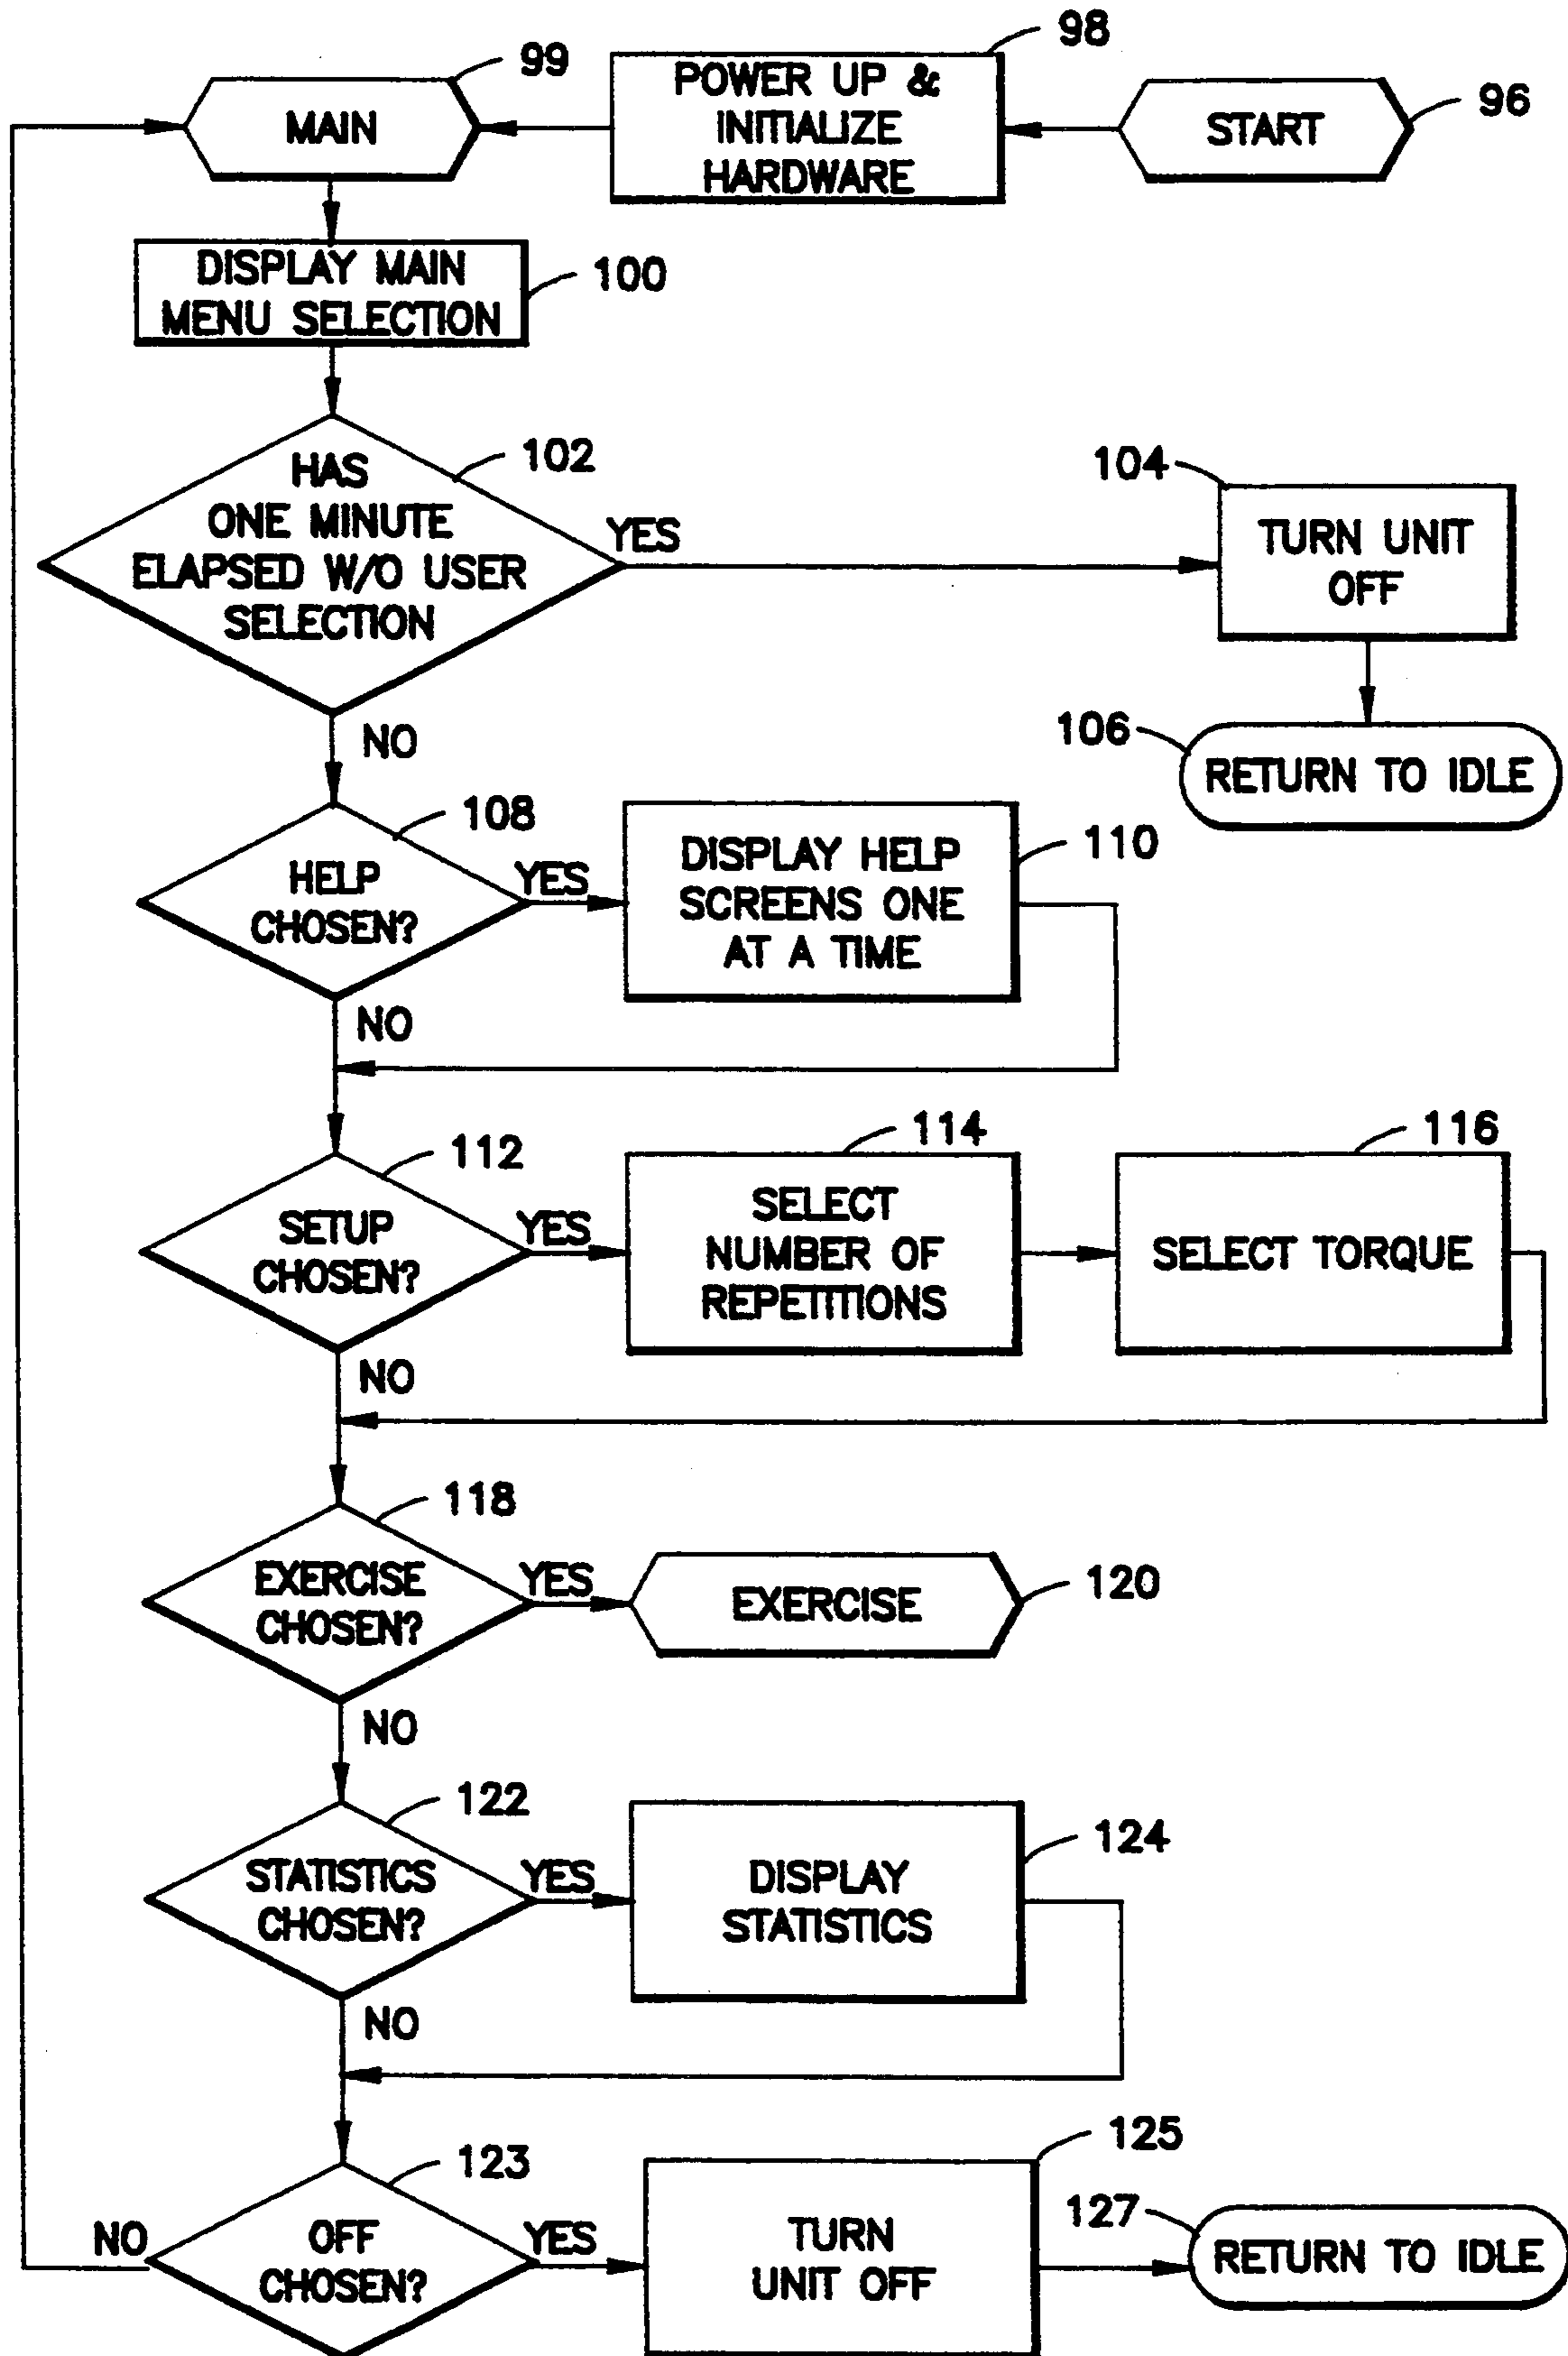 96
START
98
POWER UP &
INITIALIZE
HARDWARE
99
MAIN
DISPLAY MAIN
MENU SELECTION
100
HAS
ONE MINUTE
ELAPSED W/O USER
SELECTION
102
YES
104
TURN UNIT
OFF
106
RETURN TO IDLE
NO
108
HELP
CHOSEN?
YES
DISPLAY HELP
SCREENS ONE
AT A TIME
110
NO
112
SETUP
CHOSEN?
YES
114
SELECT
NUMBER OF
REPETITIONS
116
SELECT TORQUE
NO
118
EXERCISE
CHOSEN?
YES
EXERCISE
120
NO
122
STATISTICS
CHOSEN?
YES
DISPLAY
STATISTICS
124
NO
123
OFF
CHOSEN?
NO
YES
125
TURN
UNIT OFF
127
RETURN TO IDLE